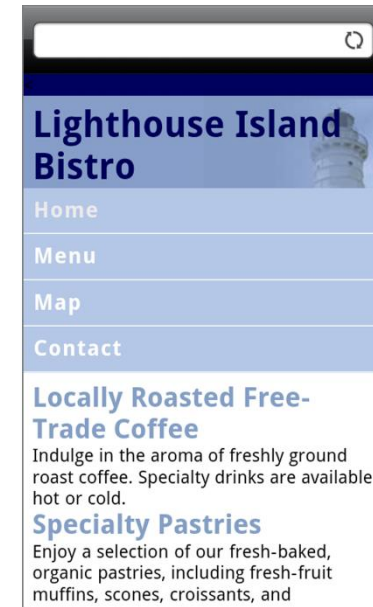 Lighthouse Island
Bistro
Home
Menu
Map
Contact
Locally Roasted Free-
Trade Coffee
Indulge in the aroma of freshly ground
roast coffee. Specialty drinks are available
hot or cold.
Specialty Pastries
Enjoy a selection of our fresh-baked,
organic pastries, including fresh-fruit
muffins, scones, croissants, and